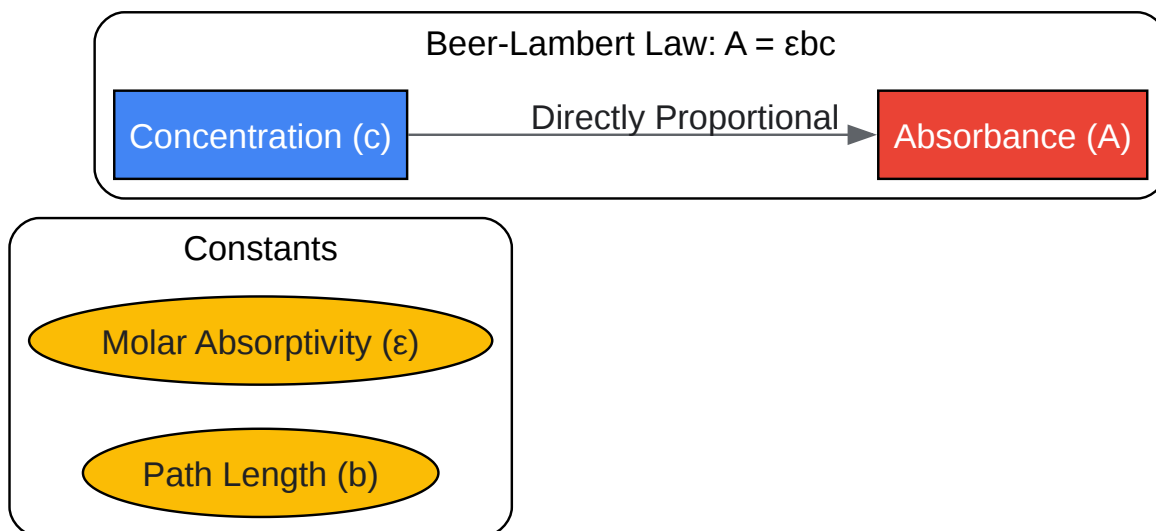 Beer-Lambert Law: A = εbc
Concentration (c)
Directly Proportional
Absorbance (A)
Constants
Molar Absorptivity (ε)
Path Length (b)